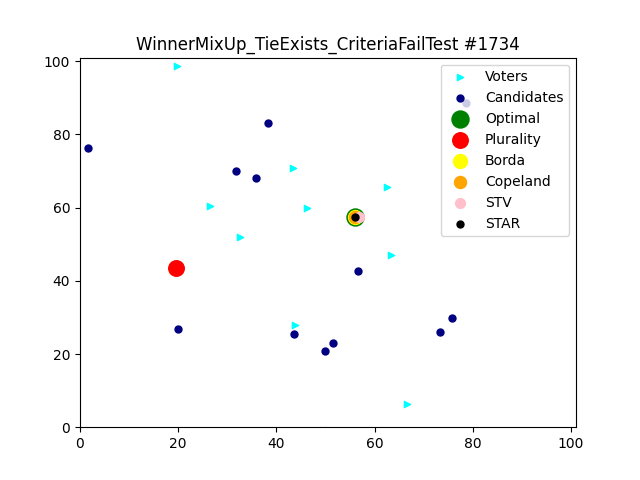 WinnerMixUp_TieExists_CriteriaFailTest #1734
100
80
60
40
20
0
0 20 40 60 80 100
Voters
Candidates
Optimal
Plurality
Borda
Copeland
STV
STAR